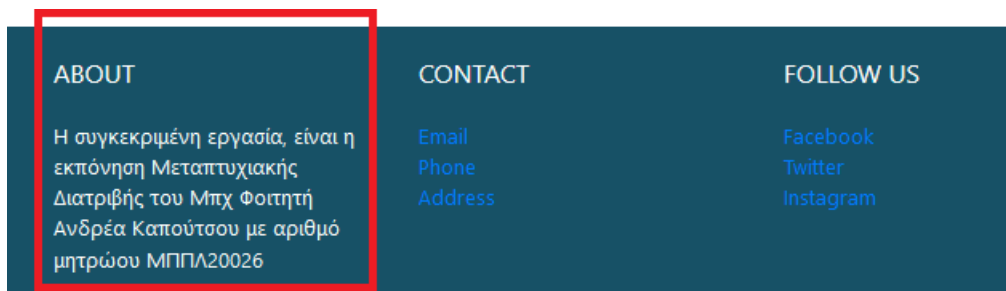 ABOUT
Η συγκεκριμένη εργασία, είναι η
εκπόνηση Μεταπτυχιακής
Διατριβής του Μπχ Φοιτητή
Ανδρέα Καπούτσου με αριθμό
μητρώου ΜΠΠΛ20026
CONTACT
Email
Phone
Address
FOLLOW US
Facebook
Twitter
Instagram